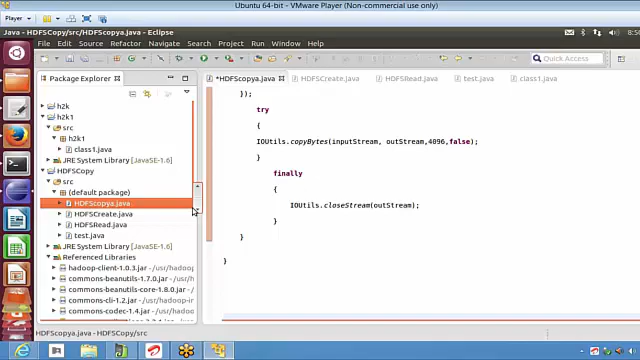 Ubuntu 64-bit - VMware Player (Non-commercial use only)
Player
Java - HDFSCopy/src/HDFScopya.java - Eclipse
8:50
File Edit Source Refactor Navigate Search Project Run Window Help
Quick Access
Package Explorer
*HDFScopya.java HDFSCreate.java HDFSRead.java test.java class1.java
h2k
h2k1
src
h2k1
class1.java
JRE System Library [JavaSE-1.6]
HDFSCopy
src
(default package)
HDFScopya.java
HDFSCreate.java
HDFSRead.java
test.java
JRE System Library [JavaSE-1.6]
Referenced Libraries
hadoop-client-1.0.3.jar - /usr/hadoop
commons-beanutils-1.7.0.jar - /usr/
commons-beanutils-core-1.8.0.jar
commons-cli-1.2.jar - /usr/hadoop/
commons-codec-1.4.jar - /usr/hadoo
});
try
{
IOUtils.copyBytes(inputStream, outStream,4096,false);
}
finally
{
IOUtils.closeStream(outStream);
}
}
}
HDFScopya.java - HDFSCopy/src